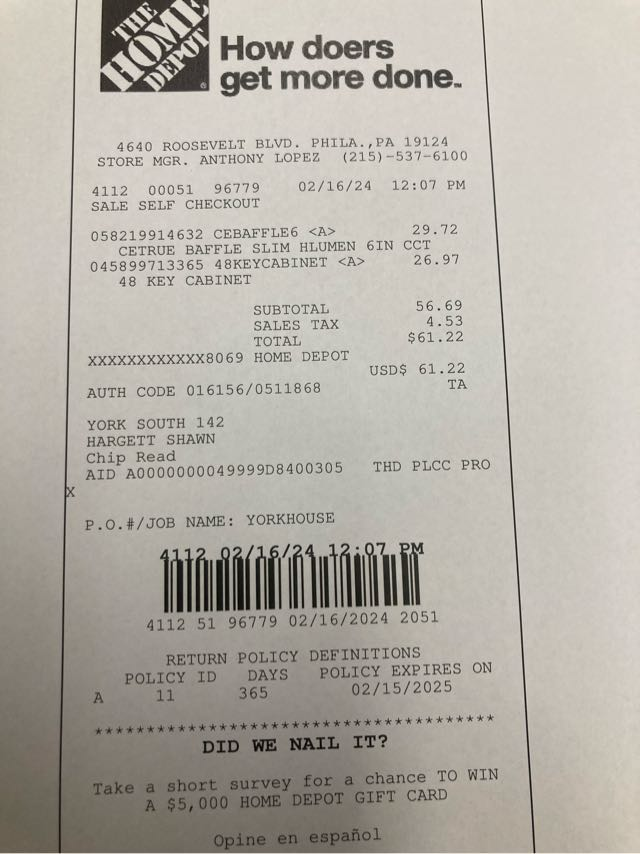 THE
HOME
DEPOT
How doers
get more done.
4640 ROOSEVELT BLVD. PHILA.,PA 19124
STORE MGR. ANTHONY LOPEZ (215)-537-6100
4112 00051 96779 02/16/24 12:07 PM
SALE SELF CHECKOUT
058219914632 CEBAFFLE6 <A> 29.72
CETRUE BAFFLE SLIM HLUMEN 6IN CCT
045899713365 48KEYCABINET <A> 26.97
48 KEY CABINET
SUBTOTAL 56.69
SALES TAX 4.53
TOTAL $61.22
XXXXXXXXXXXX8069 HOME DEPOT
USD$ 61.22
AUTH CODE 016156/0511868 TA
YORK SOUTH 142
HARGETT SHAWN
Chip Read
AID A0000000049999D8400305 THD PLCC PRO
X
P.O.#/JOB NAME: YORKHOUSE
4112 02/16/24 12:07 PM
4112 51 96779 02/16/2024 2051
RETURN POLICY DEFINITIONS
POLICY ID DAYS POLICY EXPIRES ON
A 11 365 02/15/2025
***************************************
DID WE NAIL IT?
Take a short survey for a chance TO WIN
A $5,000 HOME DEPOT GIFT CARD
Opine en español